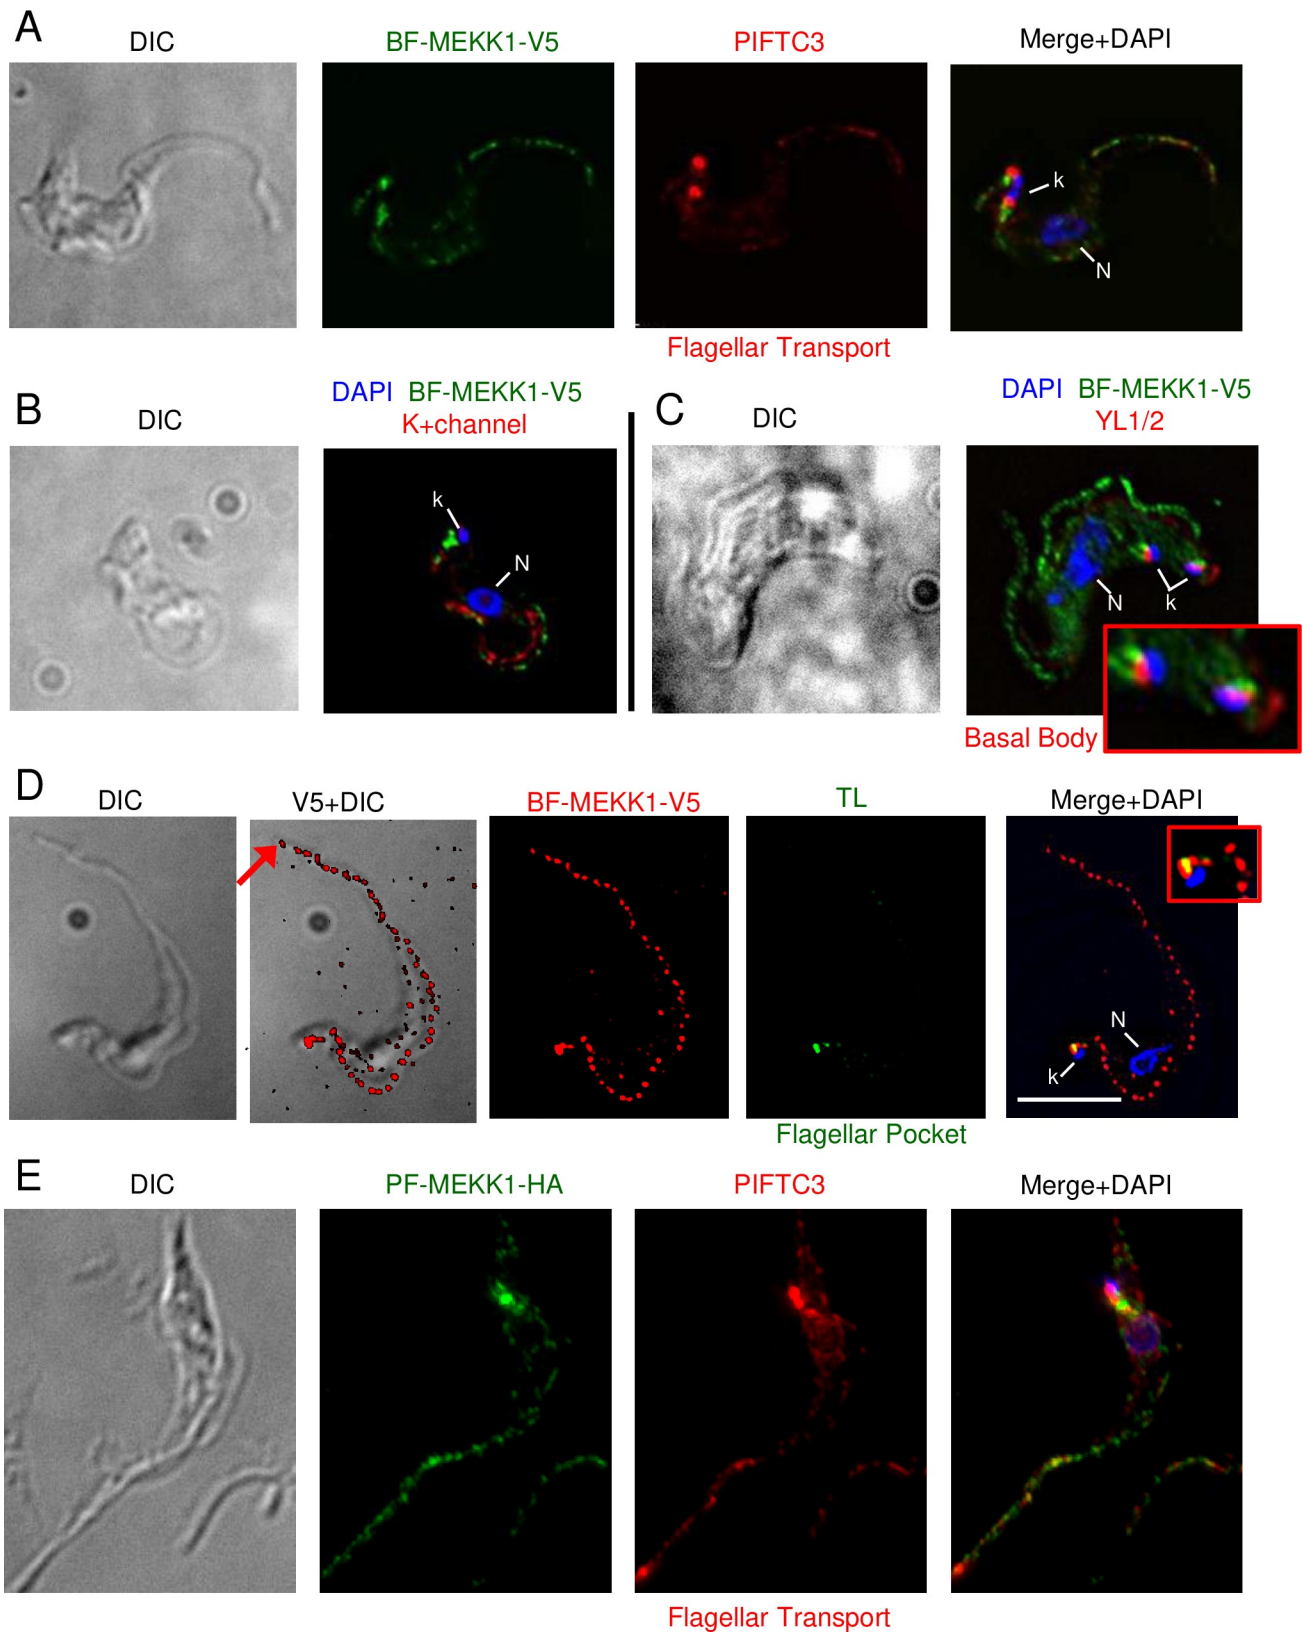 A
DIC
BF-MEKK1-V5
PIFTC3
Merge+DAPI
k
N
Flagellar Transport
B
DIC
DAPI BF-MEKK1-V5
K+channel
k
N
C
DIC
DAPI BF-MEKK1-V5
YL1/2
N
k
Basal Body
D
DIC
V5+DIC
BF-MEKK1-V5
TL
Merge+DAPI
N
k
Flagellar Pocket
E
DIC
PF-MEKK1-HA
PIFTC3
Merge+DAPI
Flagellar Transport